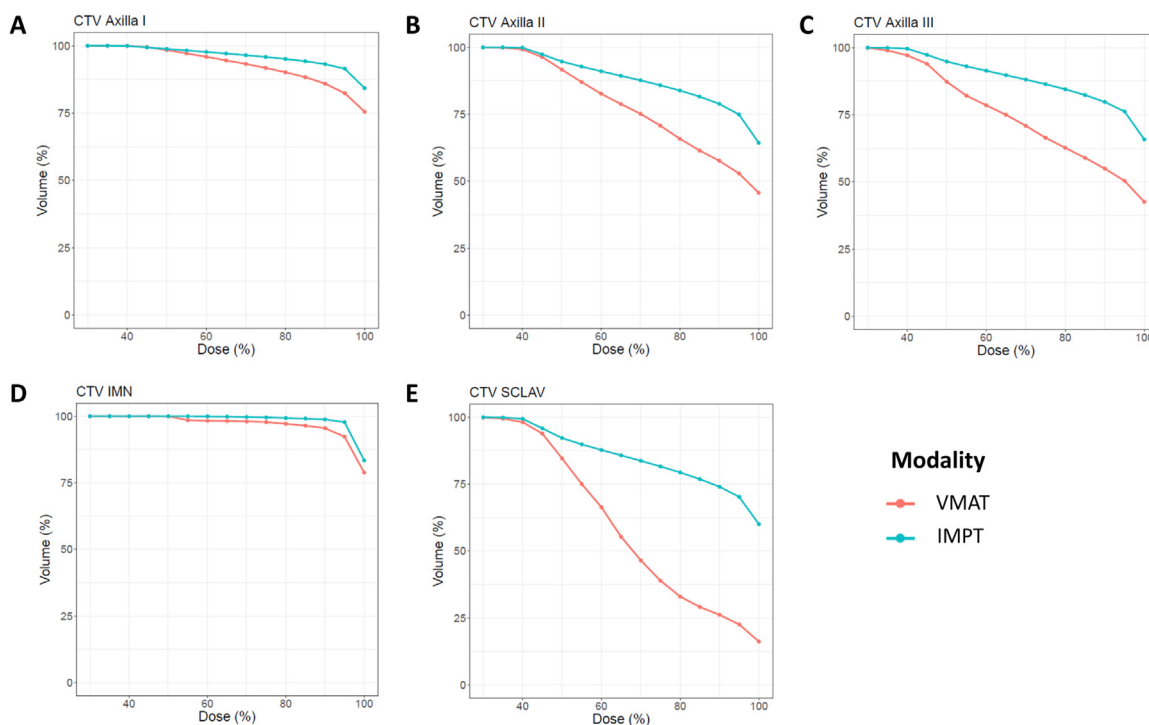 A
CTV Axilla I
Volume (%)
100
75
50
25
0
40
60
80
100
Dose (%)
B
CTV Axilla II
Volume (%)
100
75
50
25
0
40
60
80
100
Dose (%)
C
CTV Axilla III
Volume (%)
100
75
50
25
0
40
60
80
100
Dose (%)
D
CTV IMN
Volume (%)
100
75
50
25
0
40
60
80
100
Dose (%)
E
CTV SCLAV
Volume (%)
100
75
50
25
0
40
60
80
100
Dose (%)
Modality
VMAT
IMPT